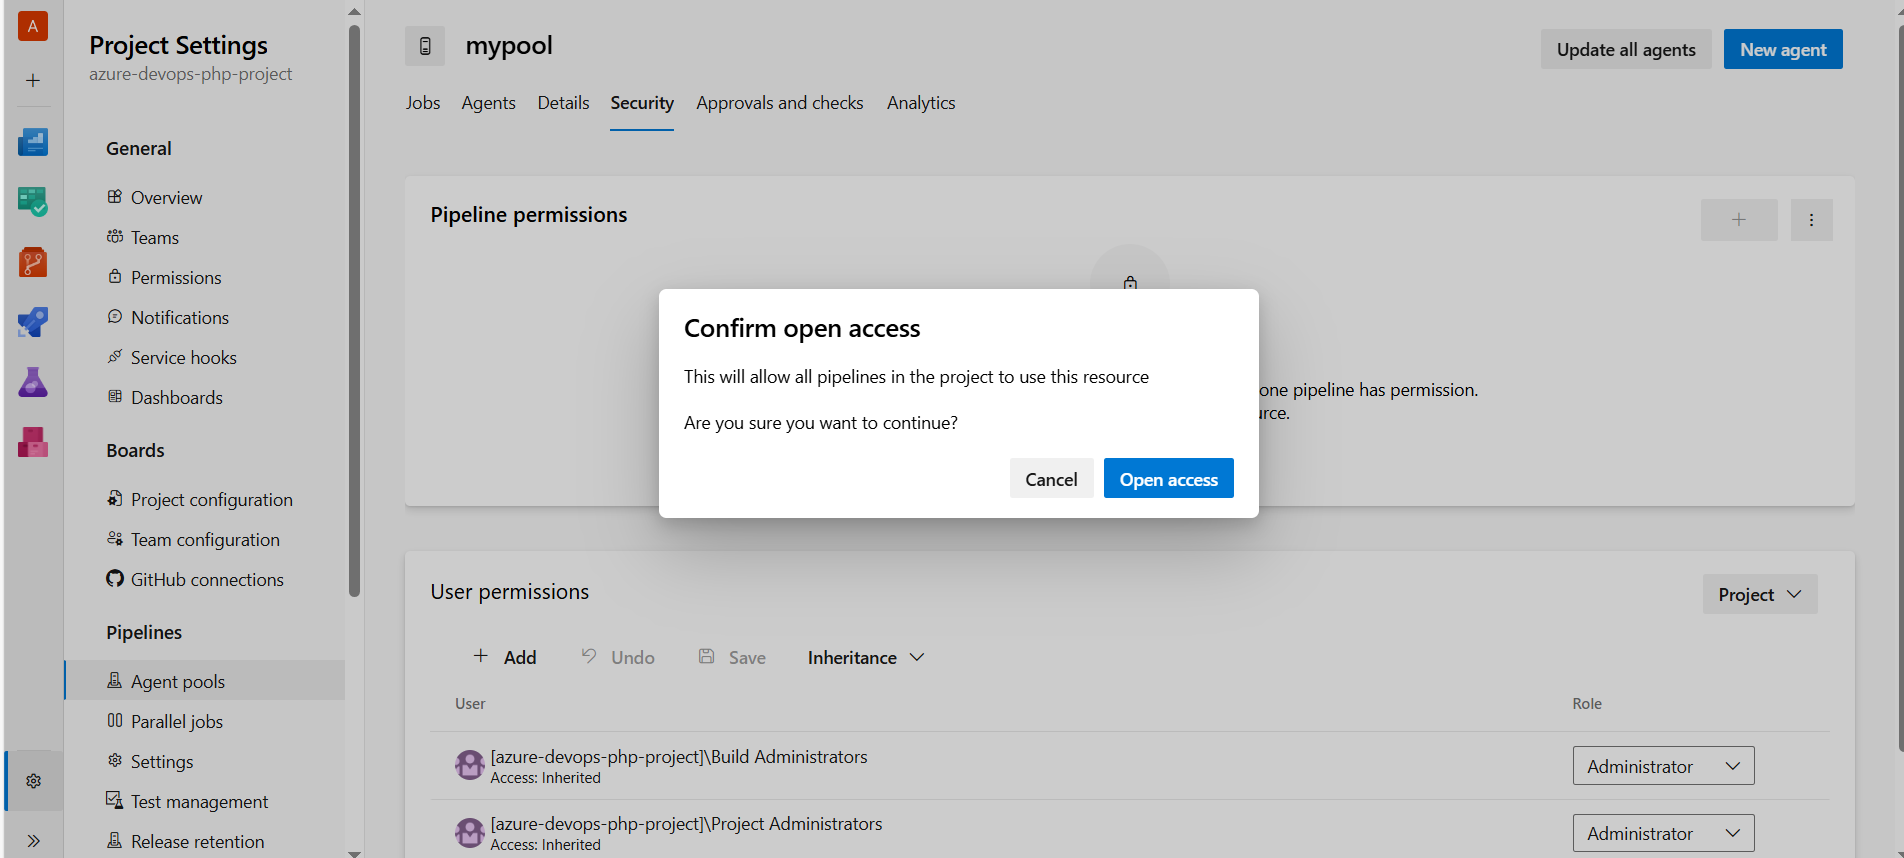 A
Project Settings
azure-devops-php-project
General
Overview
Teams
Permissions
Notifications
Service hooks
Dashboards
Boards
Project configuration
Team configuration
GitHub connections
Pipelines
Agent pools
Parallel jobs
Settings
Test management
Release retention
mypool
Update all agents
New agent
Jobs Agents Details Security Approvals and checks Analytics
Pipeline permissions
one pipeline has permission.
urce.
Confirm open access
This will allow all pipelines in the project to use this resource
Are you sure you want to continue?
Cancel Open access
User permissions
Project
+ Add Undo Save Inheritance
User Role
[azure-devops-php-project]\Build Administrators
Access: Inherited
Administrator
[azure-devops-php-project]\Project Administrators
Access: Inherited
Administrator